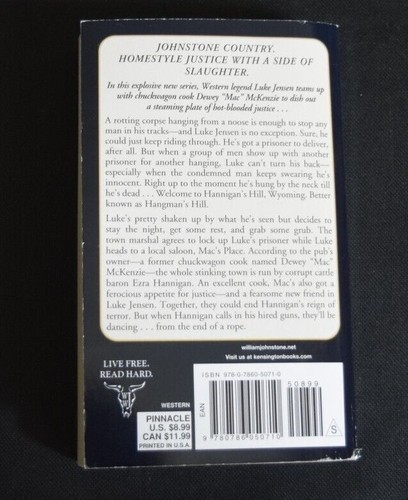 JOHNSTONE COUNTRY.
HOMESTYLE JUSTICE WITH A SIDE OF
SLAUGHTER.
In this explosive new series, Western legend Luke Jensen teams up
with chuckwagon cook Dewey "Mac" McKenzie to dish out
a steaming plate of hot-blooded justice . . .
A rotting corpse hanging from a noose is enough to stop any
man in his tracks—and Luke Jensen is no exception. Sure, he
could just keep riding through. He's got a prisoner to deliver,
after all. But when a group of men show up with another
prisoner for another hanging, Luke can't turn his back—
especially when the condemned man keeps swearing he's
innocent. Right up to the moment he's hung by the neck till
he's dead . . . Welcome to Hannigan's Hill, Wyoming. Better
known as Hangman's Hill.
Luke's pretty shaken up by what he's seen but decides to
stay the night, get some rest, and grab some grub. The
town marshal agrees to lock up Luke's prisoner while Luke
heads to a local saloon, Mac's Place. According to the pub's
owner—a former chuckwagon cook named Dewey "Mac"
McKenzie—the whole stinking town is run by corrupt cattle
baron Ezra Hannigan. An excellent cook, Mac's also got a
ferocious appetite for justice—and a fearsome new friend in
Luke Jensen. Together, they could end Hannigan's reign of
terror. But when Hannigan calls in his hired guns, they'll be
dancing . . . from the end of a rope.
williamjohnstone.net
Visit us at kensingtonbooks.com
LIVE FREE.
READ HARD.
WW
WESTERN
PINNACLE
U.S. $8.99
CAN $11.99
PRINTED IN U.S.A.
EAN
ISBN 978-0-7860-5071-0
50899
9 780786 050710
S